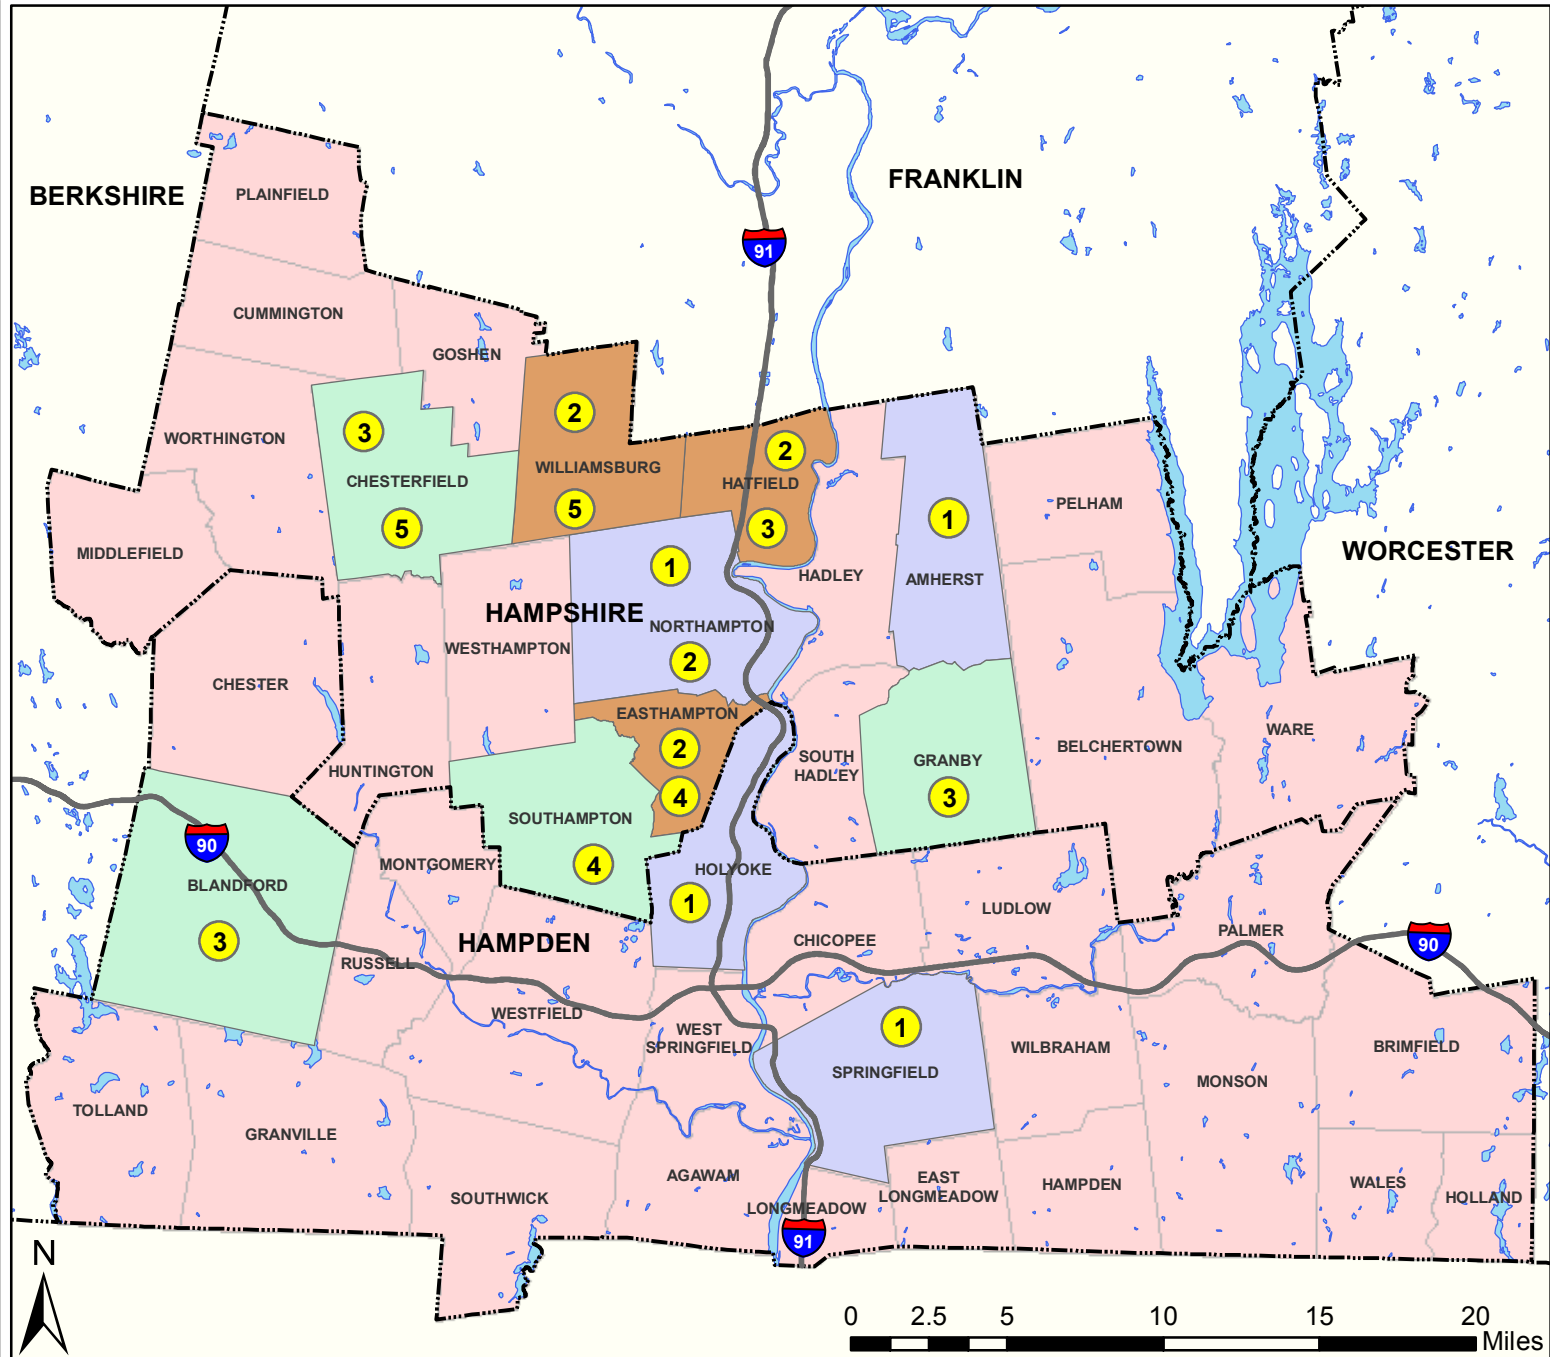 BERKSHIRE
PLAINFIELD
FRANKLIN
91
CUMMINGTON
GOSHEN
WORTHINGTON
3
CHESTERFIELD
5
2
WILLIAMSBURG
5
2
HATFIELD
3
1
AMHERST
PELHAM
WORCESTER
MIDDLEFIELD
HAMPSHIRE
1
NORTHAMPTON
2
HADLEY
WESTHAMPTON
CHESTER
EASTHAMPTON
2
4
HUNTINGTON
SOUTH
HADLEY
GRANBY
3
BELCHERTOWN
WARE
90
BLANDFORD
3
MONTGOMERY
SOUTHAMPTON
4
HOLYOKE
1
LUDLOW
CHICOPEE
PALMER
90
HAMPDEN
RUSSELL
WESTFIELD
WEST
SPRINGFIELD
1
SPRINGFIELD
WILBRAHAM
MONSON
BRIMFIELD
TOLLAND
GRANVILLE
SOUTHWICK
AGAWAM
LONGMEADOW
EAST
LONGMEADOW
HAMPDEN
WALES
HOLLAND
91
N
0 2.5 5 10 15 20
Miles